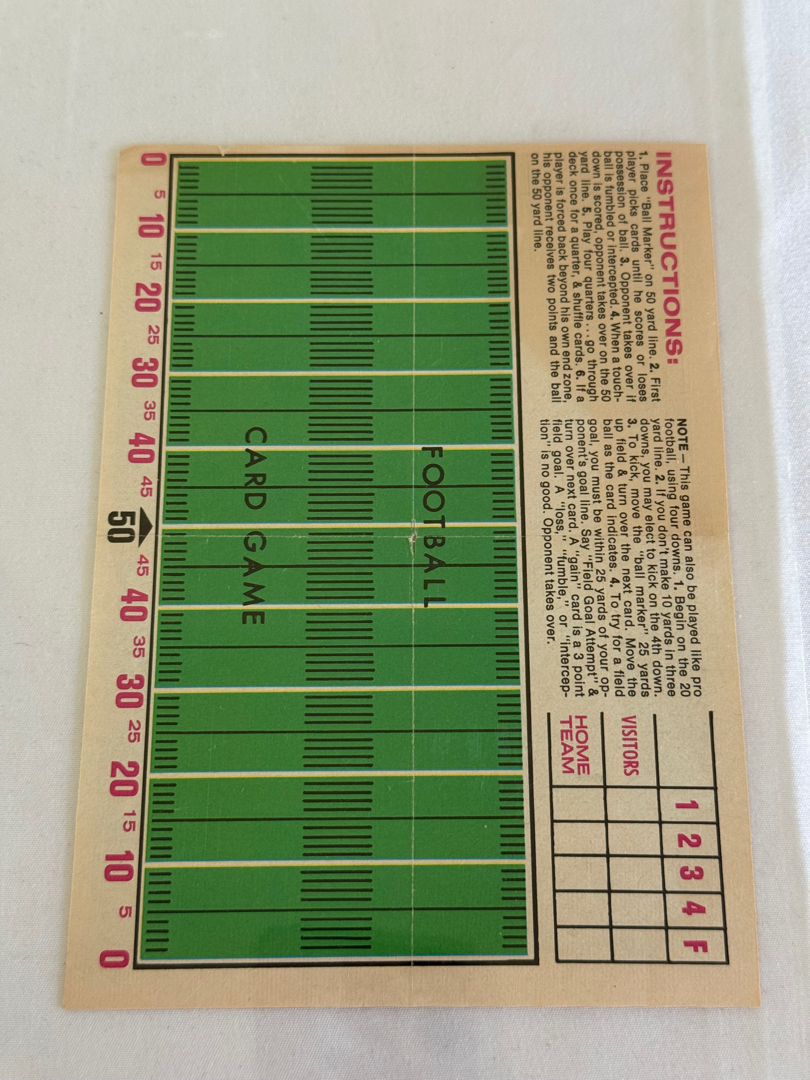 INSTRUCTIONS:
1. Place "Ball Marker" on 50 yard line. 2. First
player picks cards until he scores or loses
possession of ball. 3. Opponent takes over if
ball is fumbled or intercepted. 4. When a touch-
down is scored, opponent takes over on the 50
yard line. 5. Play four quarters . . . go through
deck once for a quarter, & shuffle cards. 6. If a
player is forced back beyond his own end zone,
his opponent receives two points and the ball
on the 50 yard line.
NOTE — This game can also be played like pro
football, using four downs. 1. Begin on the 20
yard line. 2. If you don't make 10 yards in three
downs, you may elect to kick on the 4th down.
3. To kick, move the "ball marker" 25 yards
up field & turn over the next card. Move the
ball as the card indicates. 4. To try for a field
goal, you must be within 25 yards of your op-
ponent's goal line. Say "Field Goal Attempt" &
turn over next card. A "gain" card is a 3 point
field goal. A "loss," "fumble," or "intercep-
tion" is no good. Opponent takes over.
1 2 3 4 F
VISITORS
HOME
TEAM
FOOTBALL
CARD GAME
0 5 10 15 20 25 30 35 40 45 50 45 40 35 30 25 20 15 10 5 0